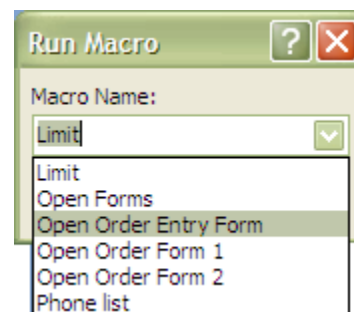 Run Macro
Macro Name:
Limit
Limit
Open Forms
Open Order Entry Form
Open Order Form 1
Open Order Form 2
Phone list